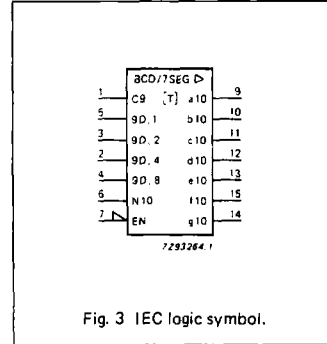 BCD/7SEG ▷
1 C9 [T] a10 9
5 9D,1 b10 10
3 9D,2 c10 11
2 9D,4 d10 12
4 9D,8 e10 13
6 N10 f10 15
7 EN g10 14
7293264.1
Fig. 3 IEC logic symbol.